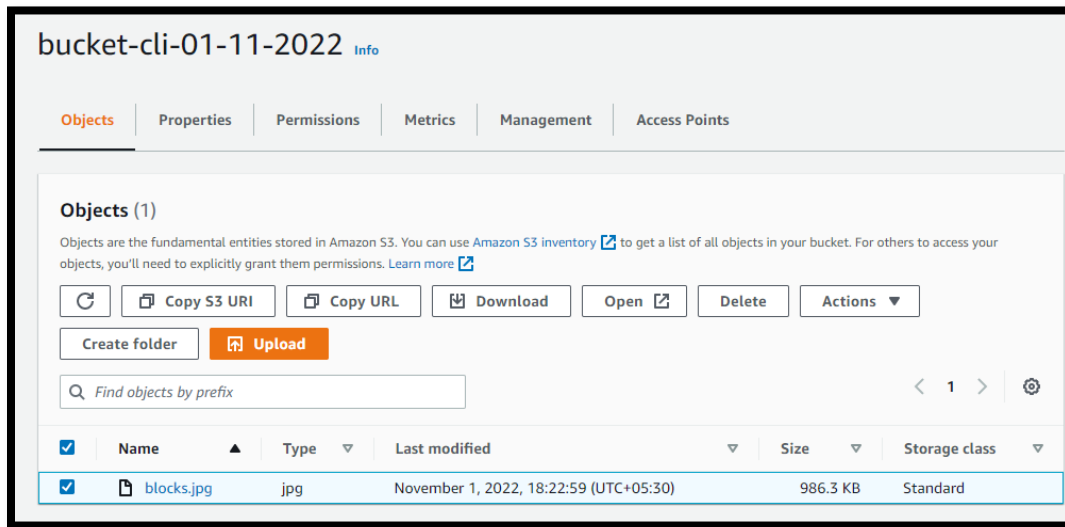 bucket-cli-01-11-2022 Info
Objects Properties Permissions Metrics Management Access Points
Objects (1)
Objects are the fundamental entities stored in Amazon S3. You can use Amazon S3 inventory to get a list of all objects in your bucket. For others to access your
objects, you'll need to explicitly grant them permissions. Learn more
Copy S3 URI Copy URL Download Open Delete Actions
Create folder Upload
Find objects by prefix 1
Name Type Last modified Size Storage class
blocks.jpg jpg November 1, 2022, 18:22:59 (UTC+05:30) 986.3 KB Standard